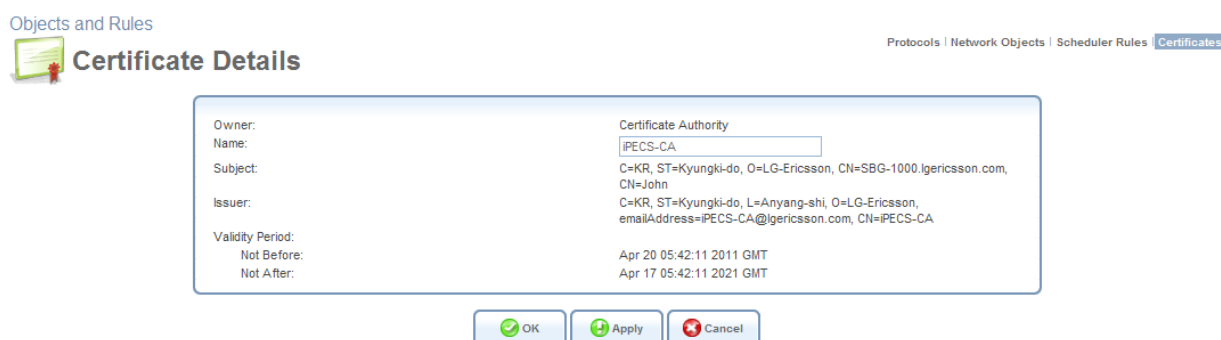 Objects and Rules
Protocols | Network Objects | Scheduler Rules | Certificates
Certificate Details
Owner: Certificate Authority
Name: iPECS-CA
Subject: C=KR, ST=Kyungki-do, O=LG-Ericsson, CN=SBG-1000.lgericsson.com,
CN=John
Issuer: C=KR, ST=Kyungki-do, L=Anyang-shi, O=LG-Ericsson,
emailAddress=iPECS-CA@lgericsson.com, CN=iPECS-CA
Validity Period:
Not Before: Apr 20 05:42:11 2011 GMT
Not After: Apr 17 05:42:11 2021 GMT
OK Apply Cancel